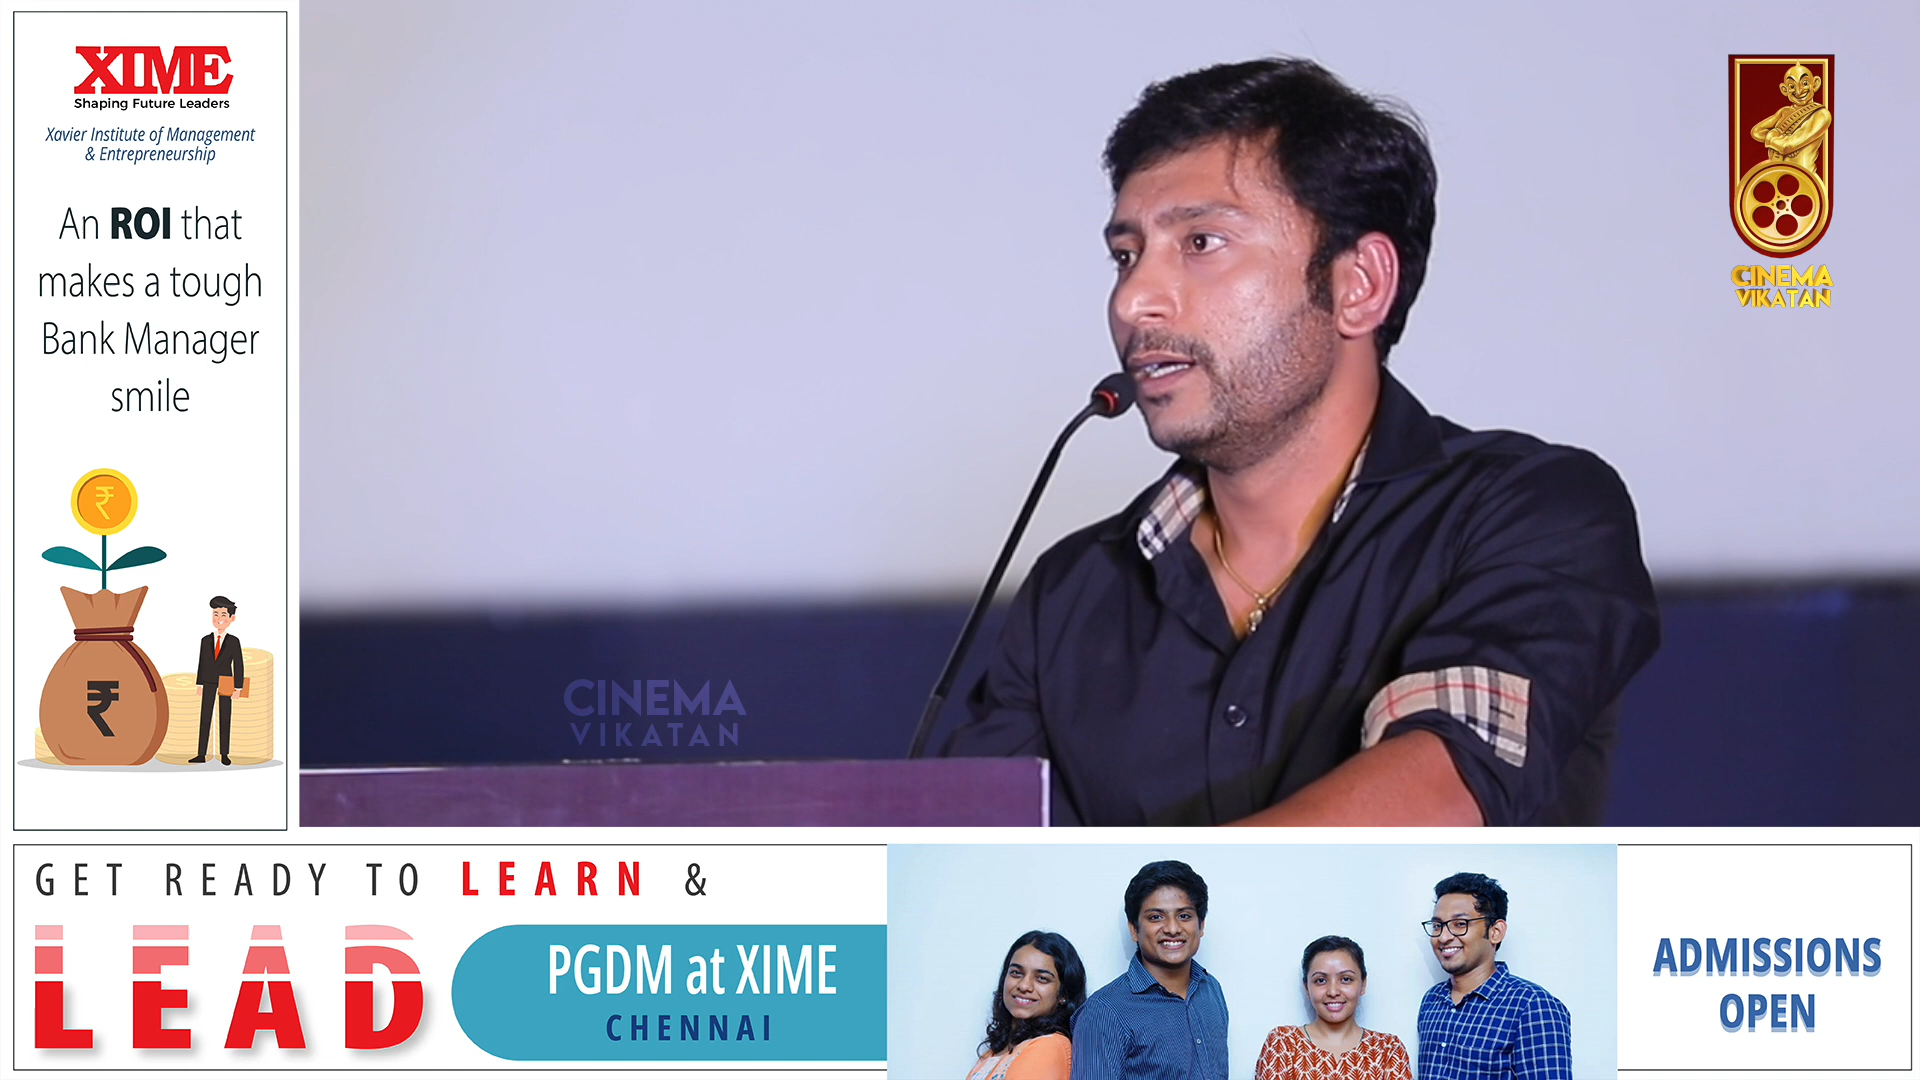 XIME
Shaping Future Leaders
Xavier Institute of Management
& Entrepreneurship
An ROI that
makes a tough
Bank Manager
smile
₹
₹
CINEMA
VIKATAN
CINEMA
VIKATAN
GET READY TO LEARN &
LEAD
PGDM at XIME
CHENNAI
ADMISSIONS
OPEN